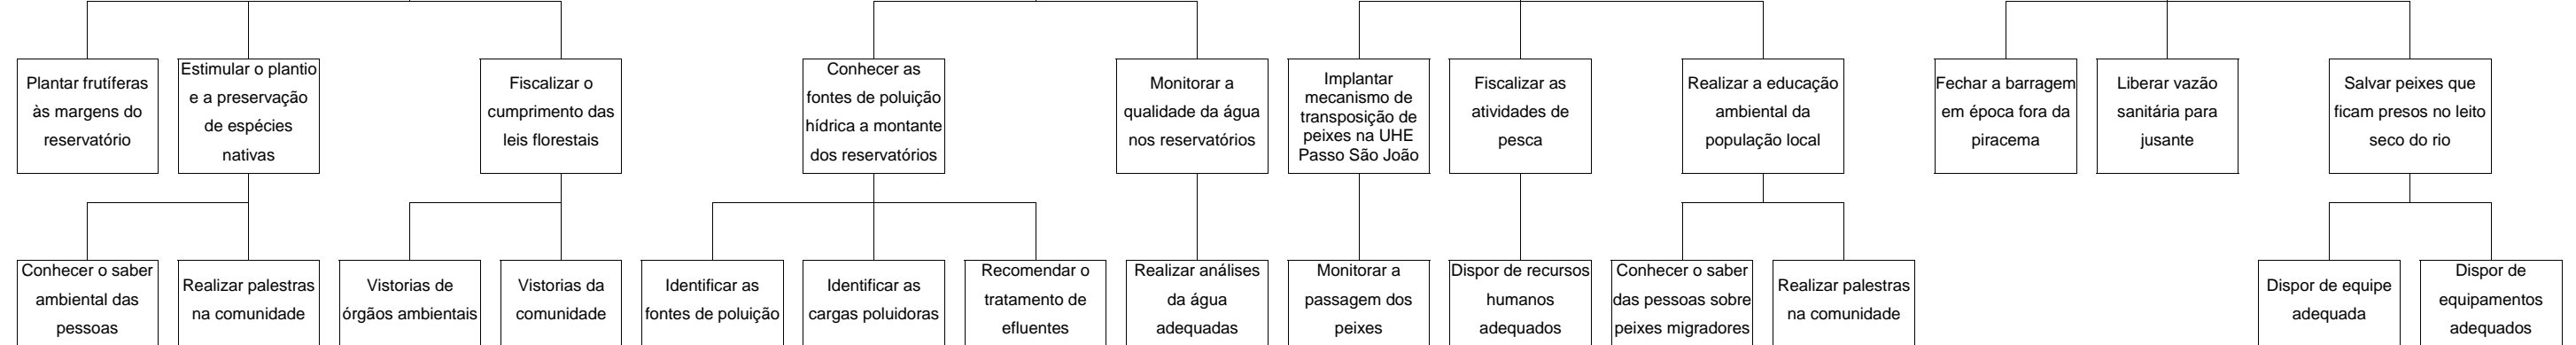 Plantar frutíferas
às margens do
reservatório
Estimular o plantio
e a preservação
de espécies
nativas
Fiscalizar o
cumprimento das
leis florestais
Conhecer as
fontes de poluição
hídrica a montante
dos reservatórios
Monitorar a
qualidade da água
nos reservatórios
Implantar
mecanismo de
transposição de
peixes na UHE
Passo São João
Fiscalizar as
atividades de
pesca
Realizar a educação
ambiental da
população local
Fechar a barragem
em época fora da
piracema
Liberar vazão
sanitária para
jusante
Salvar peixes que
ficam presos no leito
seco do rio
Conhecer o saber
ambiental das
pessoas
Realizar palestras
na comunidade
Vistorias de
órgãos ambientais
Vistorias da
comunidade
Identificar as
fontes de poluição
Identificar as
cargas poluidoras
Recomendar o
tratamento de
efluentes
Realizar análises
da água
adequadas
Monitorar a
passagem dos
peixes
Dispor de recursos
humanos
adequados
Conhecer o saber
das pessoas sobre
peixes migradores
Realizar palestras
na comunidade
Dispor de equipe
adequada
Dispor de
equipamentos
adequados